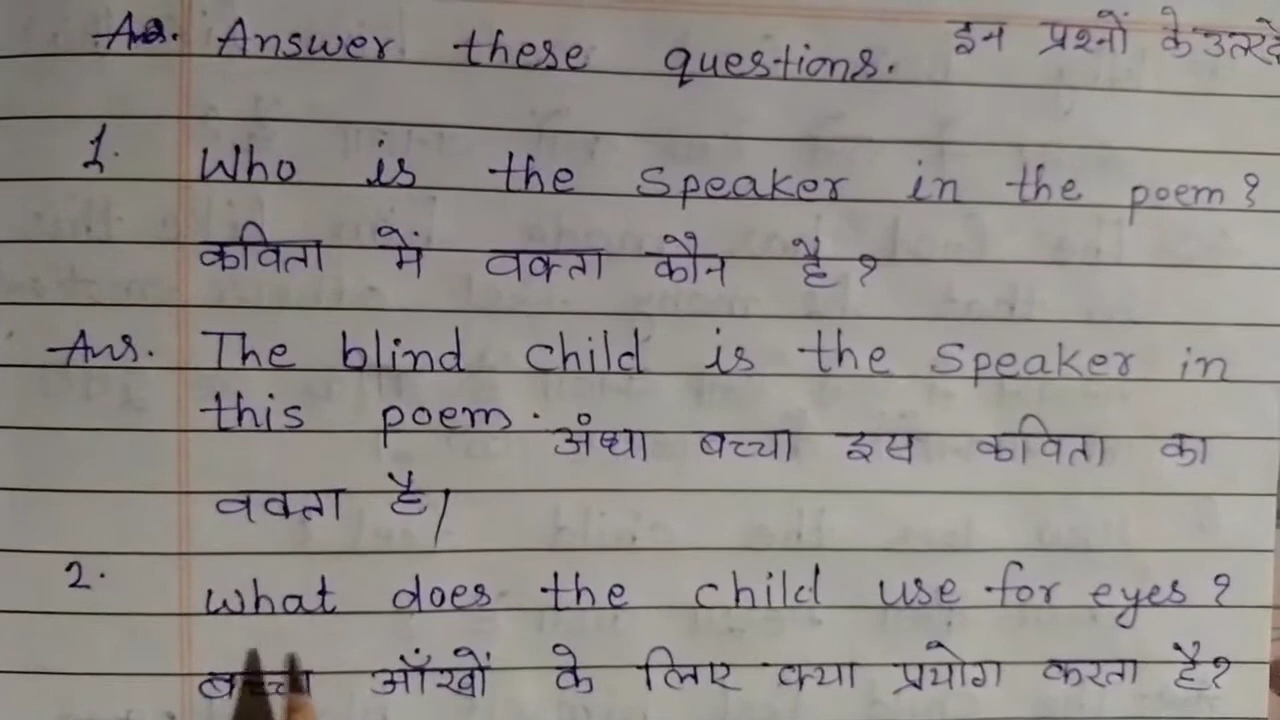 Ans. Answer these questions. इन प्रश्नों के उत्तर दे
1. Who is the speaker in the poem?
कविता में वक्ता कौन है?
Ans. The blind child is the speaker in
this poem. अंधा बच्चा इस कविता का
वक्ता है।
2. What does the child use for eyes?
बच्चा आँखों के लिए क्या प्रयोग करता है?